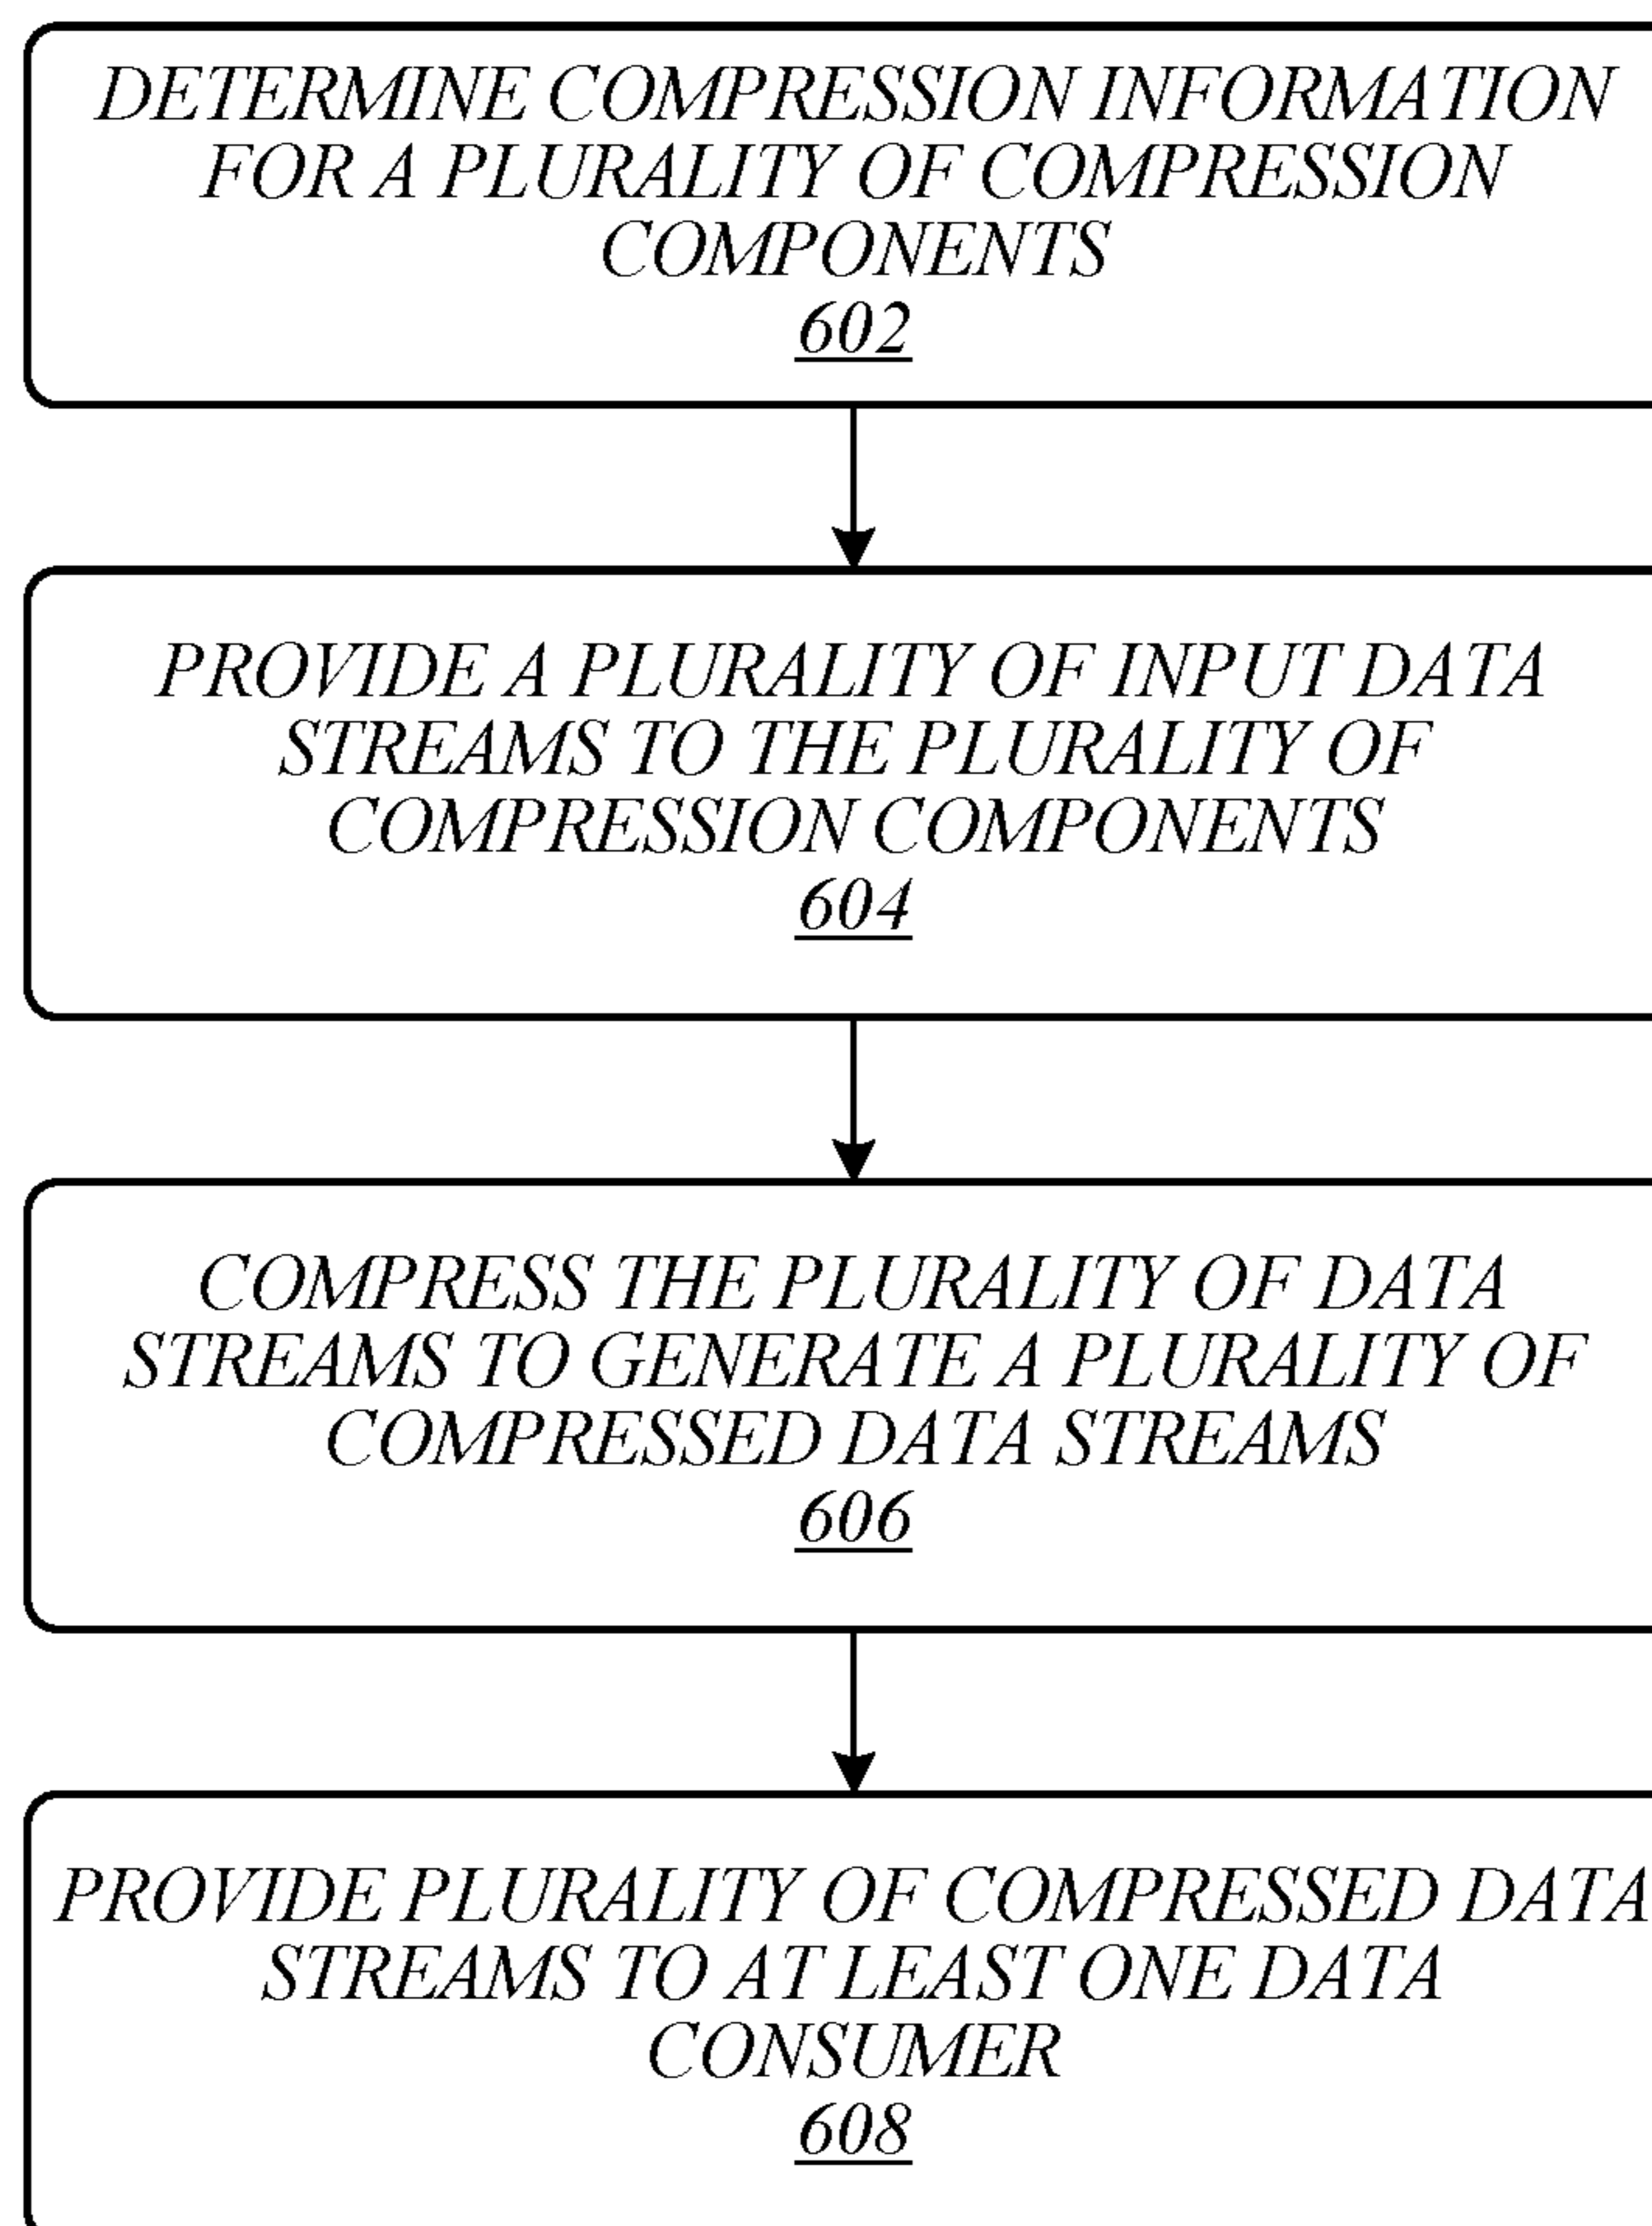 DETERMINE COMPRESSION INFORMATION
FOR A PLURALITY OF COMPRESSION
COMPONENTS
602
PROVIDE A PLURALITY OF INPUT DATA
STREAMS TO THE PLURALITY OF
COMPRESSION COMPONENTS
604
COMPRESS THE PLURALITY OF DATA
STREAMS TO GENERATE A PLURALITY OF
COMPRESSED DATA STREAMS
606
PROVIDE PLURALITY OF COMPRESSED DATA
STREAMS TO AT LEAST ONE DATA
CONSUMER
608